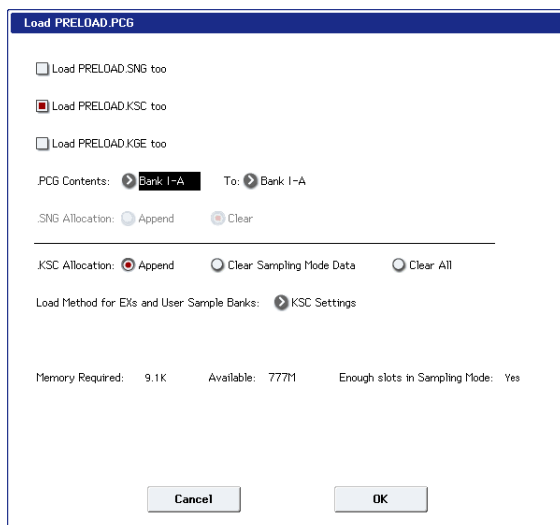 Load PRELOAD.PCG
Load PRELOAD.SNG too
Load PRELOAD.KSC too
Load PRELOAD.KGE too
.PCG Contents: Bank I-A To: Bank I-A
.SNG Allocation: Append Clear
.KSC Allocation: Append Clear Sampling Mode Data Clear All
Load Method for EXs and User Sample Banks: KSC Settings
Memory Required: 9.1K Available: 777M Enough slots in Sampling Mode: Yes
Cancel OK